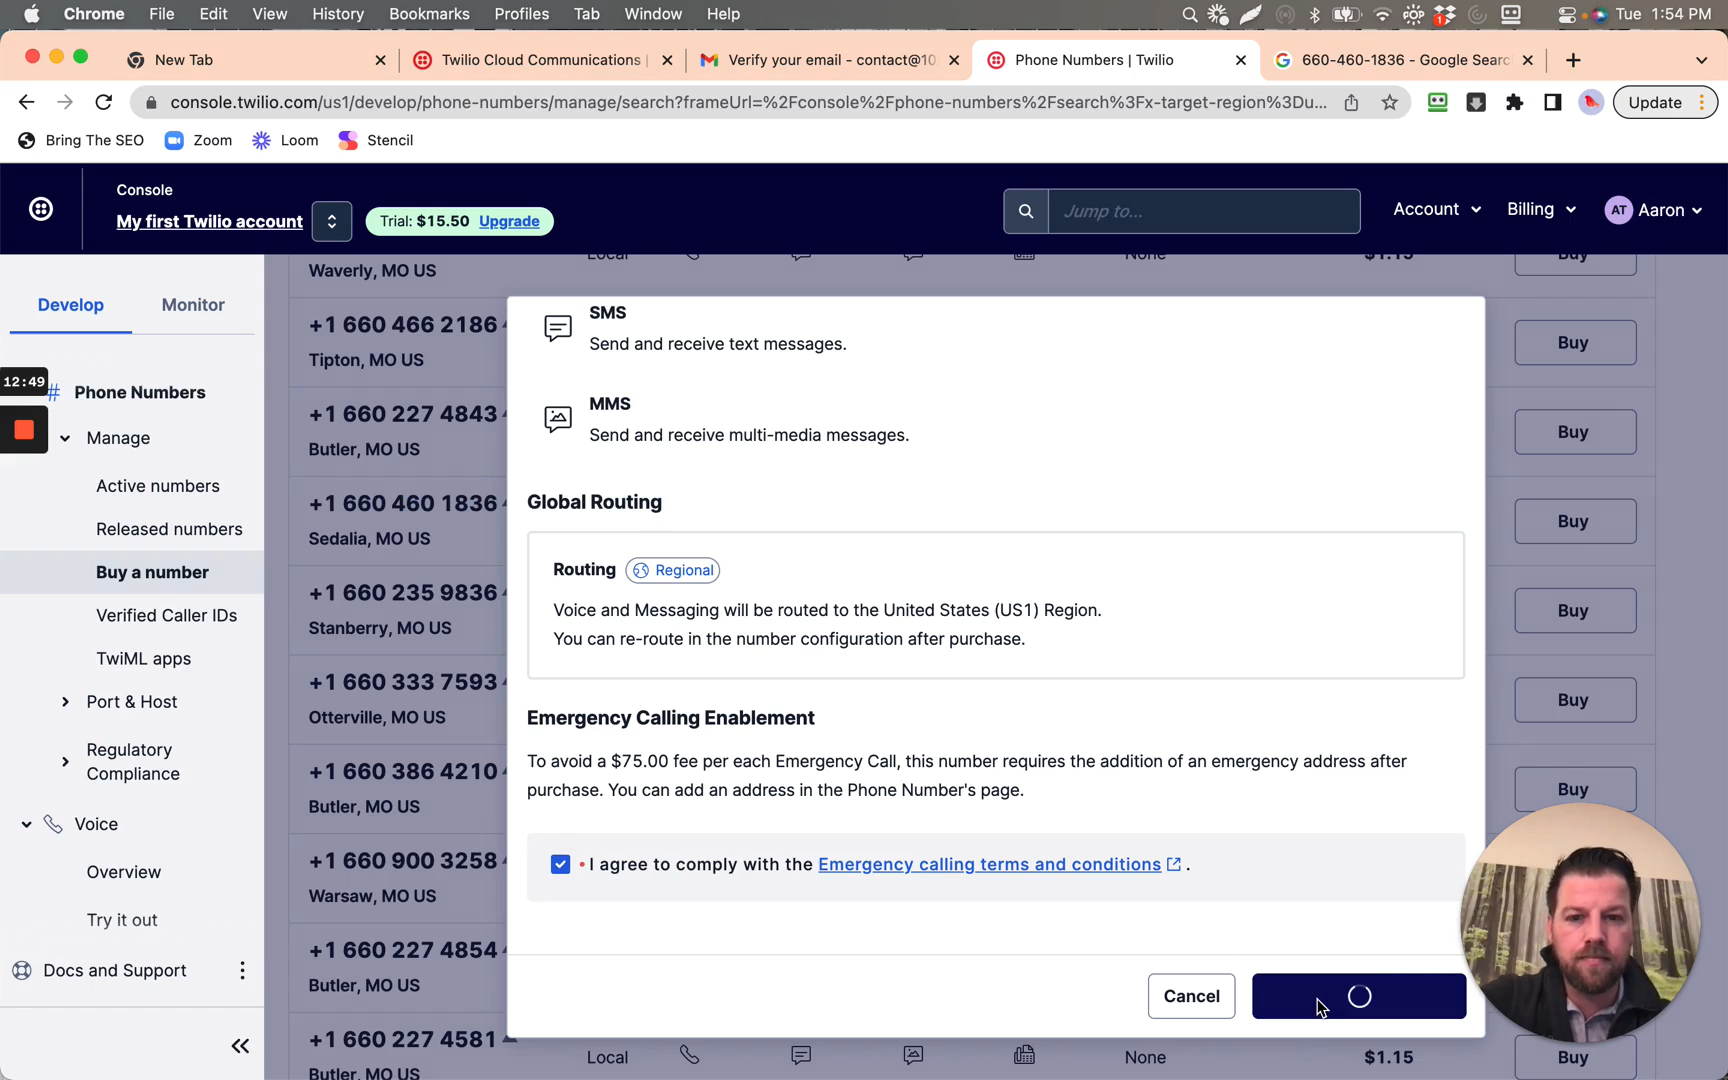 Chrome File Edit View History Bookmarks Profiles Tab Window Help
1
Tue 1:54 PM
New Tab
Twilio Cloud Communications |
Verify your email - contact@10
Phone Numbers | Twilio
660-460-1836 - Google Searc
console.twilio.com/us1/develop/phone-numbers/manage/search?frameUrl=%2Fconsole%2Fphone-numbers%2Fsearch%3Fx-target-region%3Du...
Update
Bring The SEO
Zoom
Loom
Stencil
Console
My first Twilio account
Trial: $15.50 Upgrade
Jump to...
Account
Billing
AT
Aaron
Develop
Monitor
12:49
# Phone Numbers
Manage
Active numbers
Released numbers
Buy a number
Verified Caller IDs
TwiML apps
Port & Host
Regulatory
Compliance
Voice
Overview
Try it out
Docs and Support
Waverly, MO US
Local
None
$1.15
Buy
+1 660 466 2186
Tipton, MO US
Buy
+1 660 227 4843
Butler, MO US
Buy
+1 660 460 1836
Sedalia, MO US
Buy
+1 660 235 9836
Stanberry, MO US
Buy
+1 660 333 7593
Otterville, MO US
Buy
+1 660 386 4210
Butler, MO US
Buy
+1 660 900 3258
Warsaw, MO US
+1 660 227 4854
Butler, MO US
+1 660 227 4581
Butler, MO US
Local
None
$1.15
Buy
SMS
Send and receive text messages.
MMS
Send and receive multi-media messages.
Global Routing
Routing Regional
Voice and Messaging will be routed to the United States (US1) Region.
You can re-route in the number configuration after purchase.
Emergency Calling Enablement
To avoid a $75.00 fee per each Emergency Call, this number requires the addition of an emergency address after
purchase. You can add an address in the Phone Number's page.
• I agree to comply with the Emergency calling terms and conditions .
Cancel